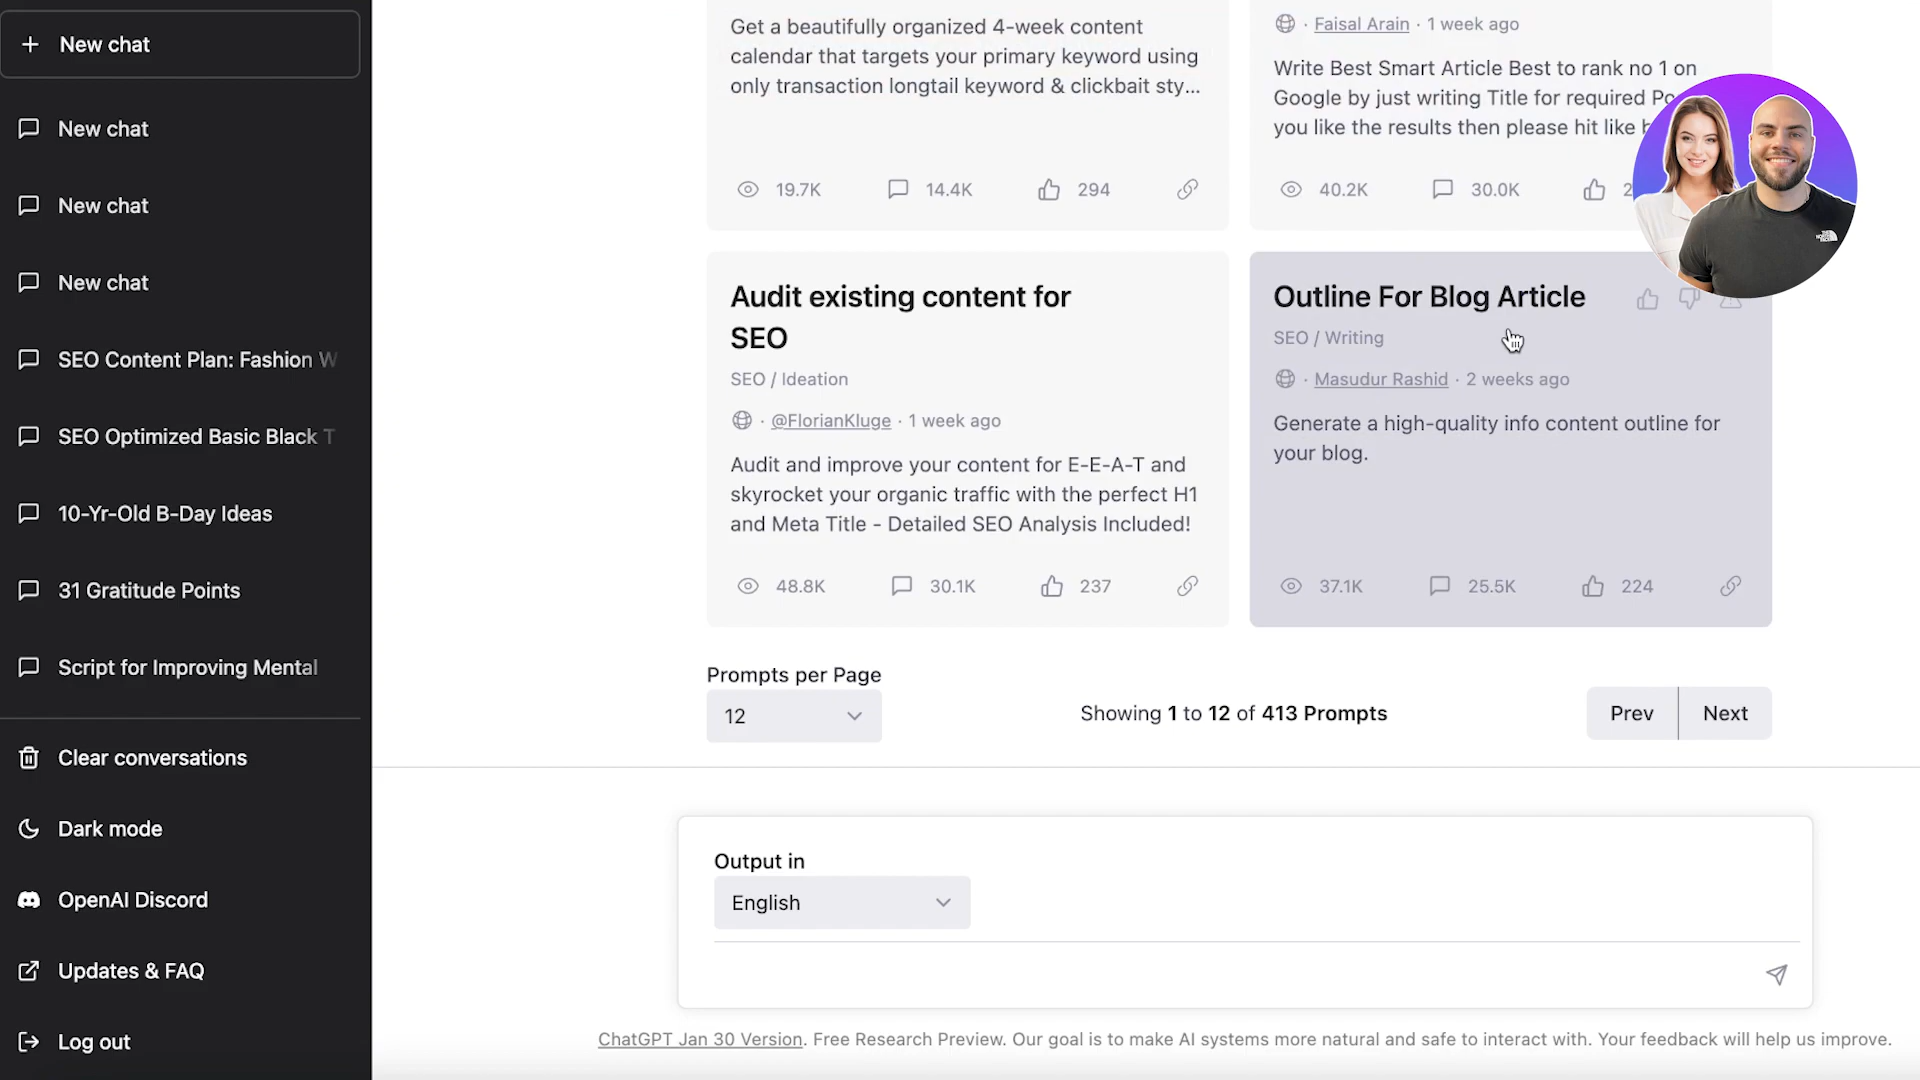 New chat
New chat
New chat
New chat
SEO Content Plan: Fashion W
SEO Optimized Basic Black T
10-Yr-Old B-Day Ideas
31 Gratitude Points
Script for Improving Mental
Clear conversations
Dark mode
OpenAI Discord
Updates & FAQ
Log out
Get a beautifully organized 4-week content
calendar that targets your primary keyword using
only transaction longtail keyword & clickbait sty...
19.7K 14.4K 294
· Faisal Arain · 1 week ago
Write Best Smart Article Best to rank no 1 on
Google by just writing Title for required
you like the results then please hit like
40.2K 30.0K
Audit existing content for
SEO
SEO / Ideation
· @FlorianKluge · 1 week ago
Audit and improve your content for E-E-A-T and
skyrocket your organic traffic with the perfect H1
and Meta Title - Detailed SEO Analysis Included!
48.8K 30.1K 237
Outline For Blog Article
SEO / Writing
· Masudur Rashid · 2 weeks ago
Generate a high-quality info content outline for
your blog.
37.1K 25.5K 224
Prompts per Page
12
Showing 1 to 12 of 413 Prompts
Prev Next
Output in
English
ChatGPT Jan 30 Version. Free Research Preview. Our goal is to make AI systems more natural and safe to interact with. Your feedback will help us improve.